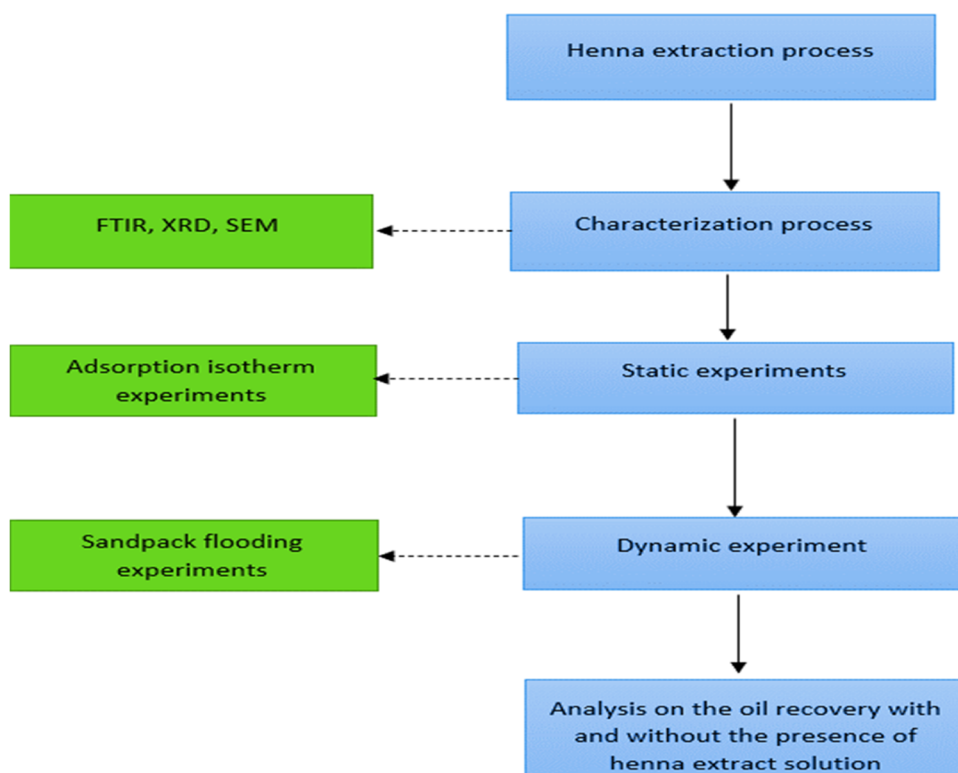 Henna extraction process
FTIR, XRD, SEM
Characterization process
Adsorption isotherm
experiments
Static experiments
Sandpack flooding
experiments
Dynamic experiment
Analysis on the oil recovery with
and without the presence of
henna extract solution